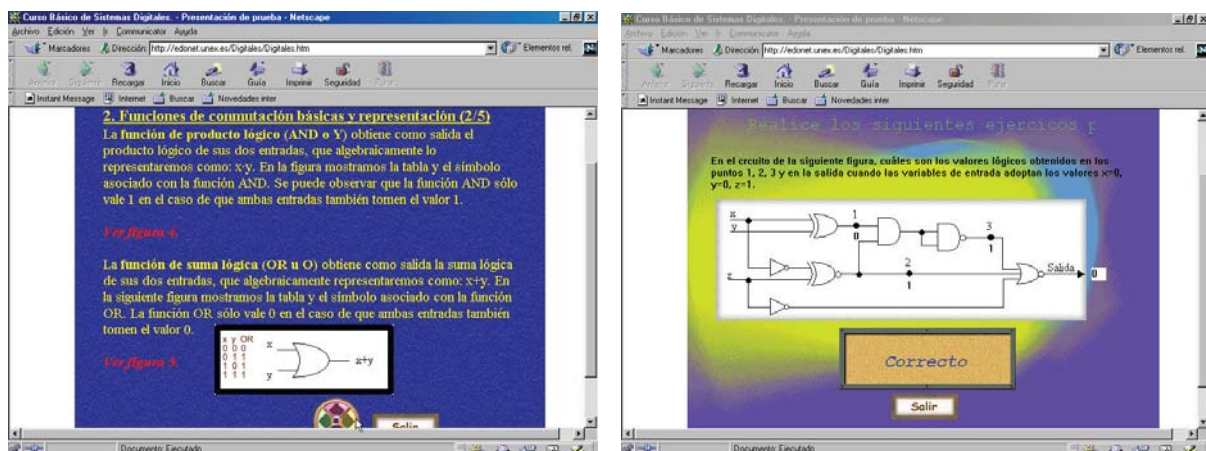 Curso Básico de Sistemas Digitales. - Presentación de prueba - Netscape
Archivo Edición Ver Ir Communicator Ayuda
Marcadores Dirección http://edonet.unex.es/Digitales/Digitales.htm Elementos rel.
Anterior Siguiente Recargar Inicio Buscar Guía Imprimir Seguridad Parar
Instant Message Internet Buscar Novedades inter
2. Funciones de conmutación básicas y representación (2/5)
La función de producto lógico (AND o Y) obtiene como salida el
producto lógico de sus dos entradas, que algebraicamente lo
representaremos como: x·y. En la figura mostramos la tabla y el símbolo
asociado con la función AND. Se puede observar que la función AND sólo
vale 1 en el caso de que ambas entradas también tomen el valor 1.
Ver figura 4.
La función de suma lógica (OR u O) obtiene como salida la suma lógica
de sus dos entradas, que algebraicamente representaremos como: x+y. En
la siguiente figura mostramos la tabla y el símbolo asociado con la función
OR. La función OR sólo vale 0 en el caso de que ambas entradas también
tomen el valor 0.
Ver figura 5.
x y OR
0 0 0
0 1 1
1 0 1
1 1 1
x
y
x+y
Salir
Documento: Ejecutado
Curso Básico de Sistemas Digitales. - Presentación de prueba - Netscape
Archivo Edición Ver Ir Communicator Ayuda
Marcadores Dirección http://edonet.unex.es/Digitales/Digitales.htm Elementos rel.
Anterior Siguiente Recargar Inicio Buscar Guía Imprimir Seguridad Parar
Instant Message Internet Buscar Novedades inter
Realice los siguientes ejercicos p
En el crcuito de la siguiente figura, cuáles son los valores lógicos obtenidos en los
puntos 1, 2, 3 y en la salida cuando las variables de entrada adoptan los valores x=0,
y=0, z=1.
x
y
z
1
0
2
1
3
1
Salida 0
Correcto
Salir
Documento: Ejecutado